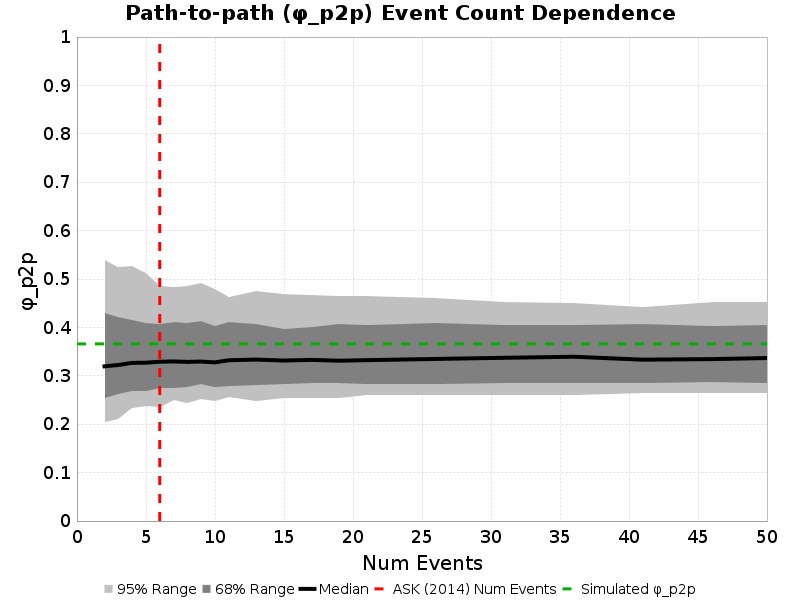 Path-to-path (φ_p2p) Event Count Dependence
1
0.9
0.8
0.7
0.6
0.5
0.4
0.3
0.2
0.1
0
φ_p2p
0 5 10 15 20 25 30 35 40 45 50
Num Events
95% Range 68% Range Median ASK (2014) Num Events Simulated φ_p2p